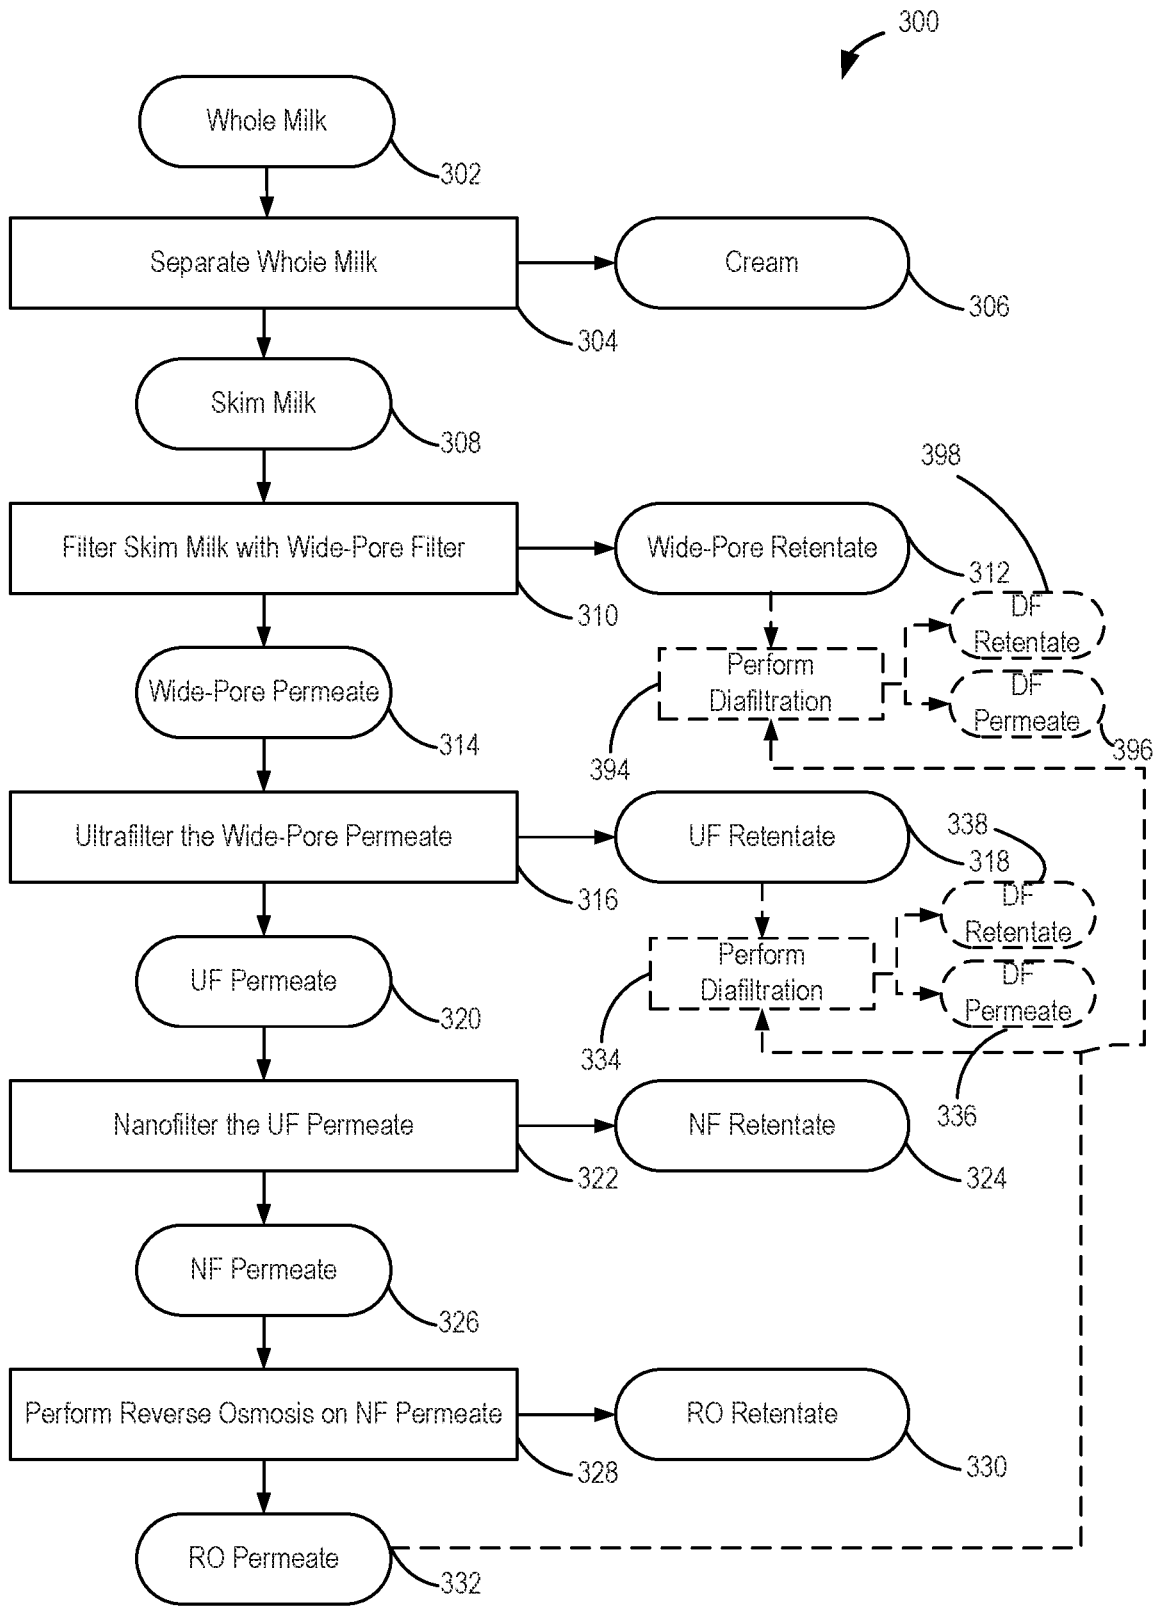 300
Whole Milk
302
Separate Whole Milk
Cream
306
304
Skim Milk
308
398
Filter Skim Milk with Wide-Pore Filter
Wide-Pore Retentate
312
310
DF
Retentate
Perform
Diafiltration
Wide-Pore Permeate
DF
Permeate
314
394
396
Ultrafilter the Wide-Pore Permeate
UF Retentate
338
318
316
DF
Retentate
Perform
Diafiltration
UF Permeate
DF
Permeate
320
334
336
Nanofilter the UF Permeate
NF Retentate
322
324
NF Permeate
326
Perform Reverse Osmosis on NF Permeate
RO Retentate
328
330
RO Permeate
332